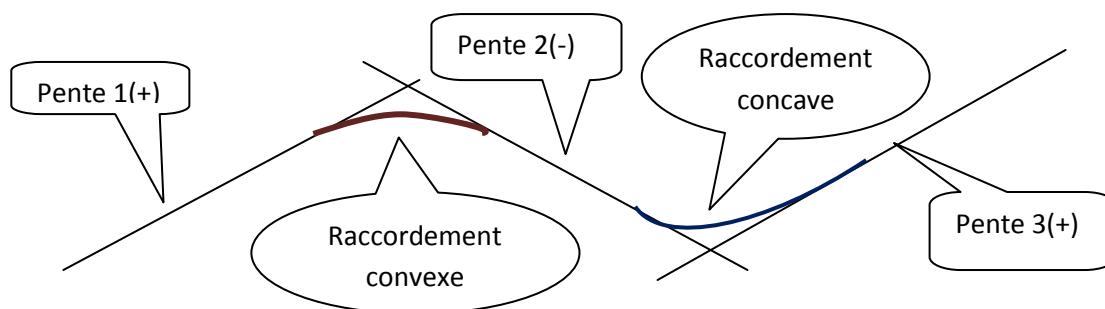 Pente 1(+)
Pente 2(-)
Raccordement
concave
Raccordement
convexe
Pente 3(+)